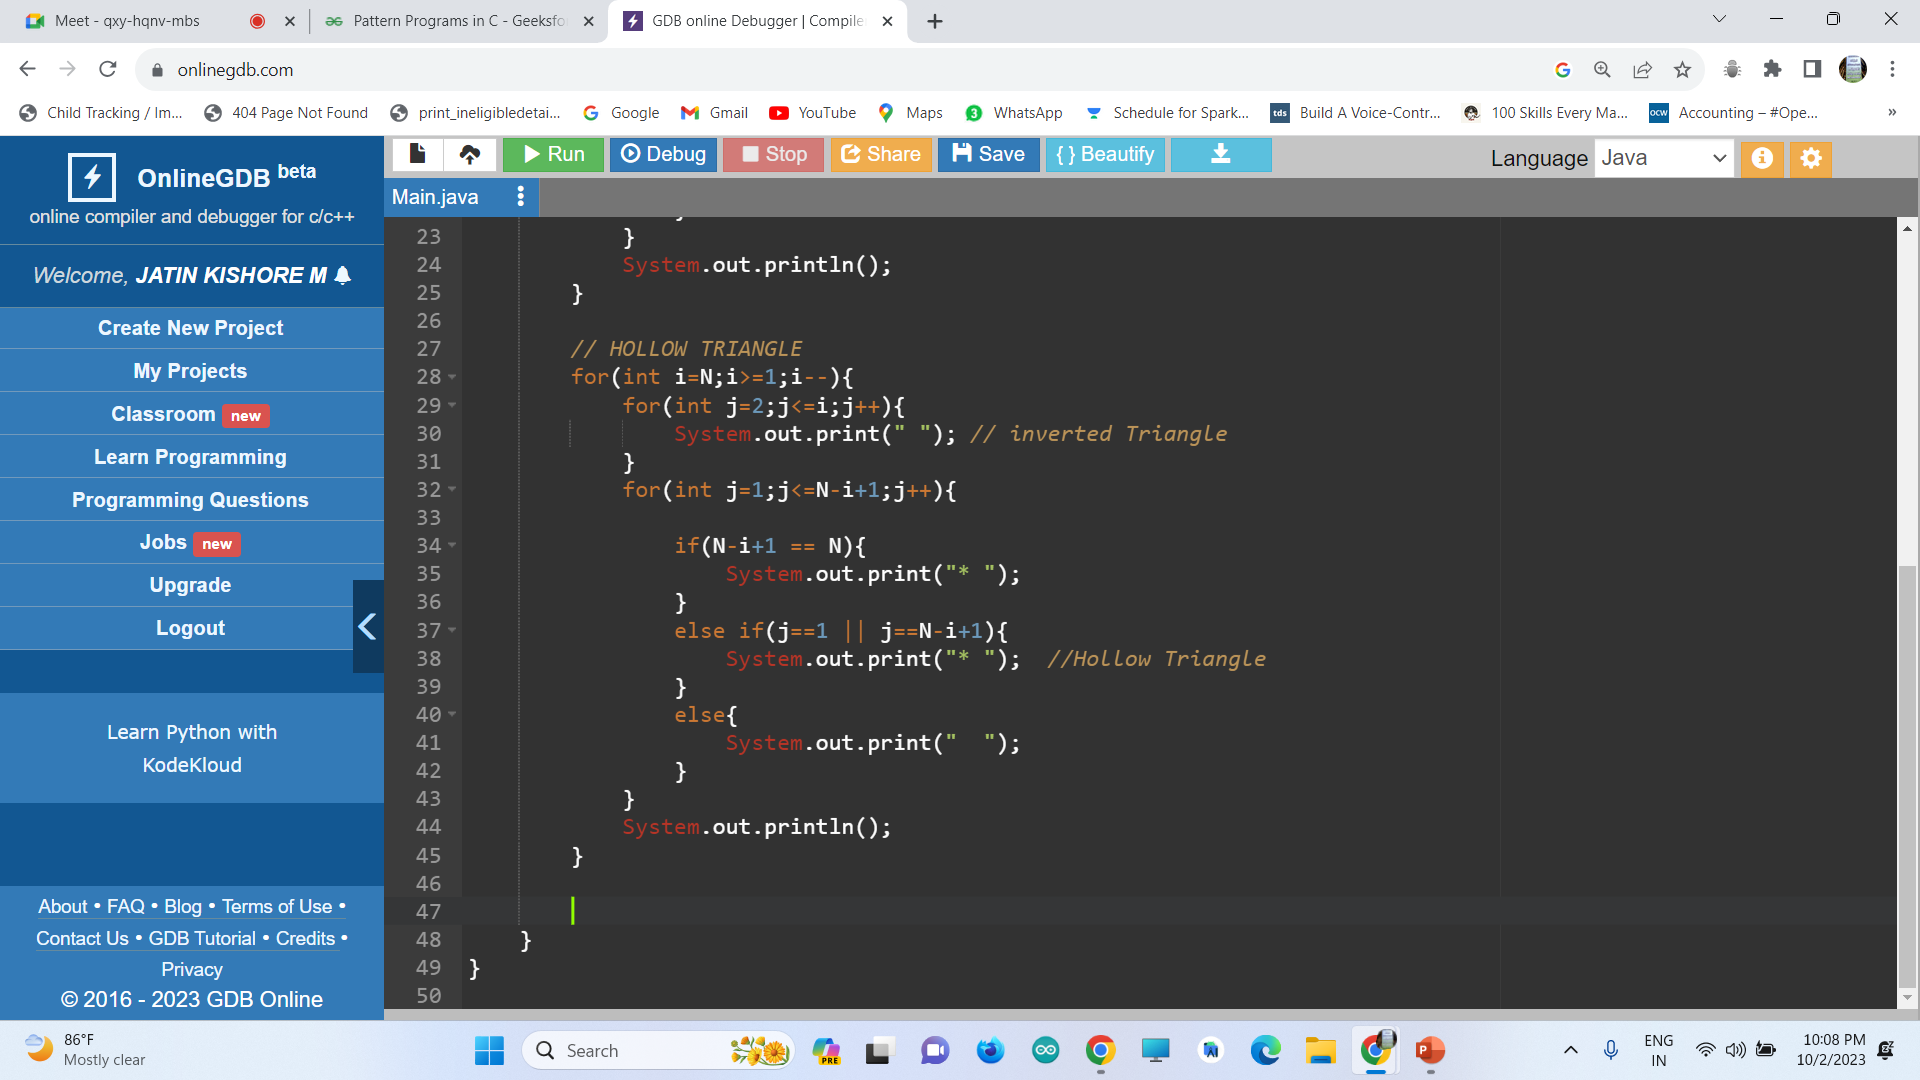 Meet - qxy-hqnv-mbs
Pattern Programs in C - Geeksfo
GDB online Debugger | Compile
onlinegdb.com
Child Tracking / Im...
404 Page Not Found
print_ineligibledetai...
Google
Gmail
YouTube
Maps
WhatsApp
Schedule for Spark...
tds Build A Voice-Contr...
100 Skills Every Ma...
ocw Accounting – #Ope...
»
OnlineGDB beta
online compiler and debugger for c/c++
Welcome, JATIN KISHORE M
Create New Project
My Projects
Classroom new
Learn Programming
Programming Questions
Jobs new
Upgrade
Logout
Learn Python with
KodeKloud
About • FAQ • Blog • Terms of Use •
Contact Us • GDB Tutorial • Credits •
Privacy
© 2016 - 2023 GDB Online
Run Debug Stop Share Save { } Beautify
Language Java
Main.java
23 }
24 System.out.println();
25 }
26
27 // HOLLOW TRIANGLE
28 for(int i=N;i>=1;i--){
29 for(int j=2;j<=i;j++){
30 System.out.print(" "); // inverted Triangle
31 }
32 for(int j=1;j<=N-i+1;j++){
33
34 if(N-i+1 == N){
35 System.out.print("* ");
36 }
37 else if(j==1 || j==N-i+1){
38 System.out.print("* ");  //Hollow Triangle
39 }
40 else{
41 System.out.print("  ");
42 }
43 }
44 System.out.println();
45 }
46
47
48 }
49 }
50
86°F
Mostly clear
Search
PRE
ENG
IN
10:08 PM
10/2/2023